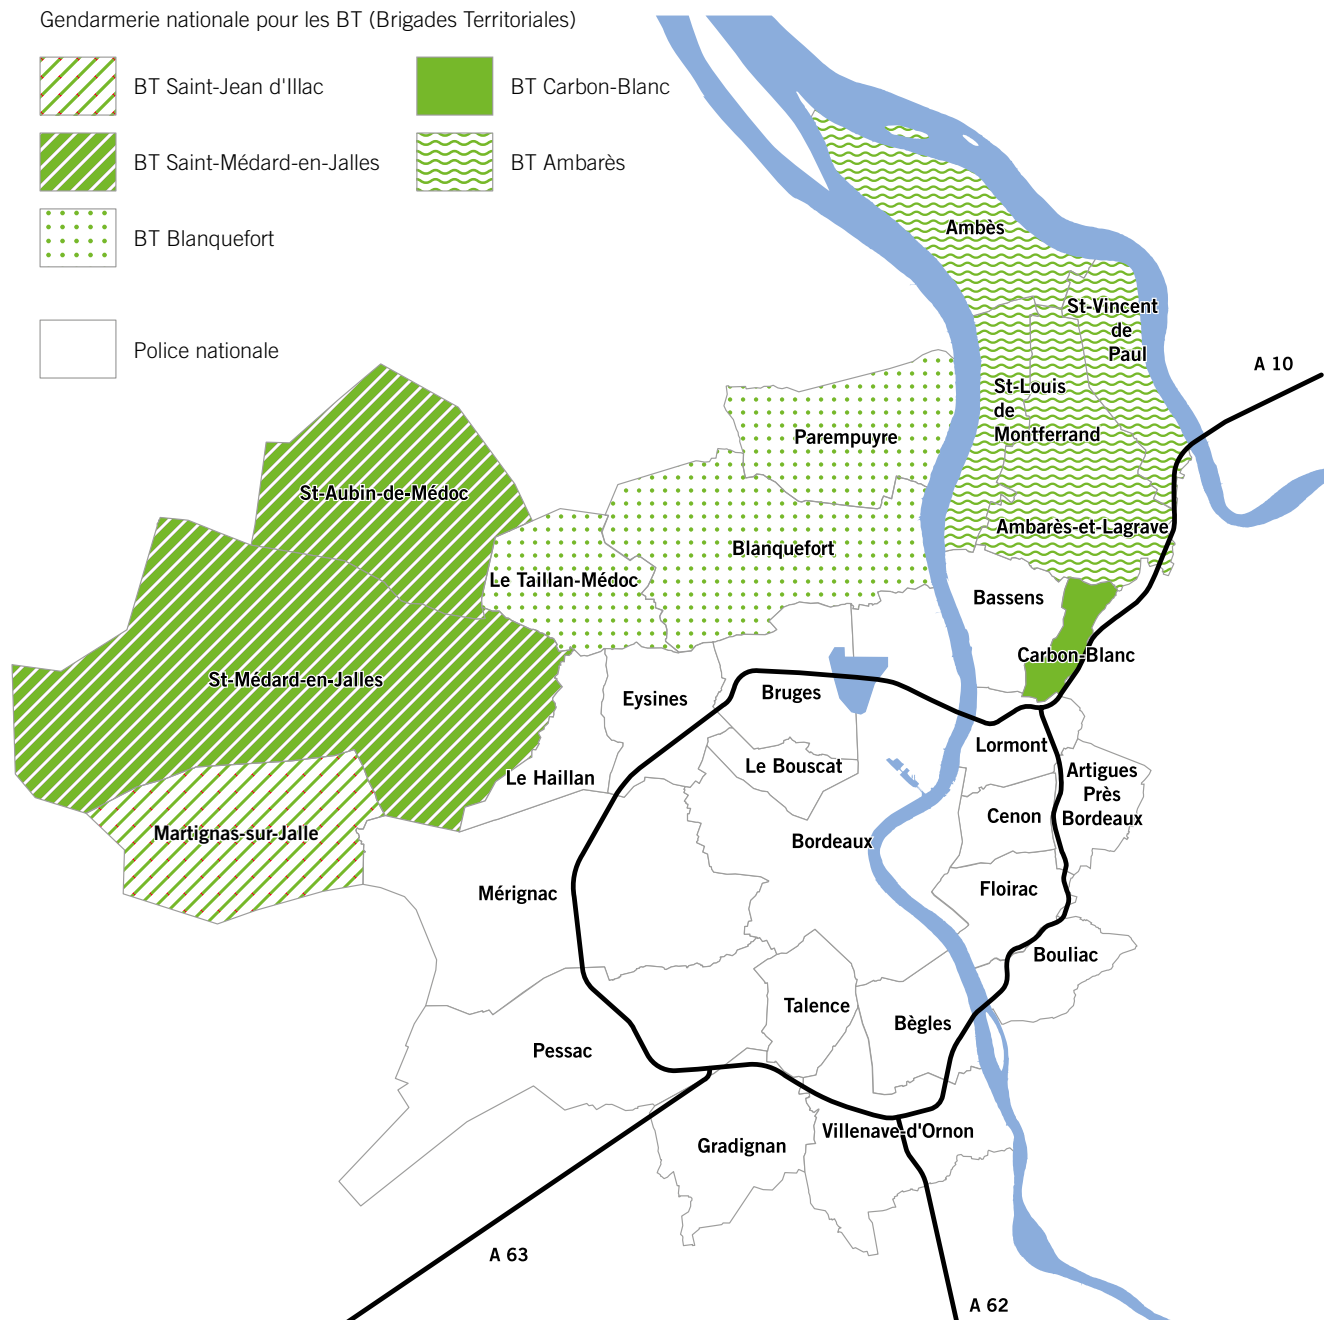 Gendarmerie nationale pour les BT (Brigades Territoriales)
BT Saint-Jean d'Illac
BT Carbon-Blanc
BT Saint-Médard-en-Jalles
BT Ambarès
BT Blanquefort
Police nationale
Ambès
St-Vincent
de
Paul
A 10
St-Louis
de
Montferrand
Parempuyre
St-Aubin-de-Médoc
Ambarès-et-Lagrave
Blanquefort
Le Taillan-Médoc
Bassens
Carbon-Blanc
St-Médard-en-Jalles
Eysines
Bruges
Lormont
Le Bouscat
Artigues
Près
Bordeaux
Le Haillan
Cenon
Martignas-sur-Jalle
Bordeaux
Mérignac
Floirac
Bouliac
Talence
Bègles
Pessac
Villenave-d'Ornon
Gradignan
A 63
A 62